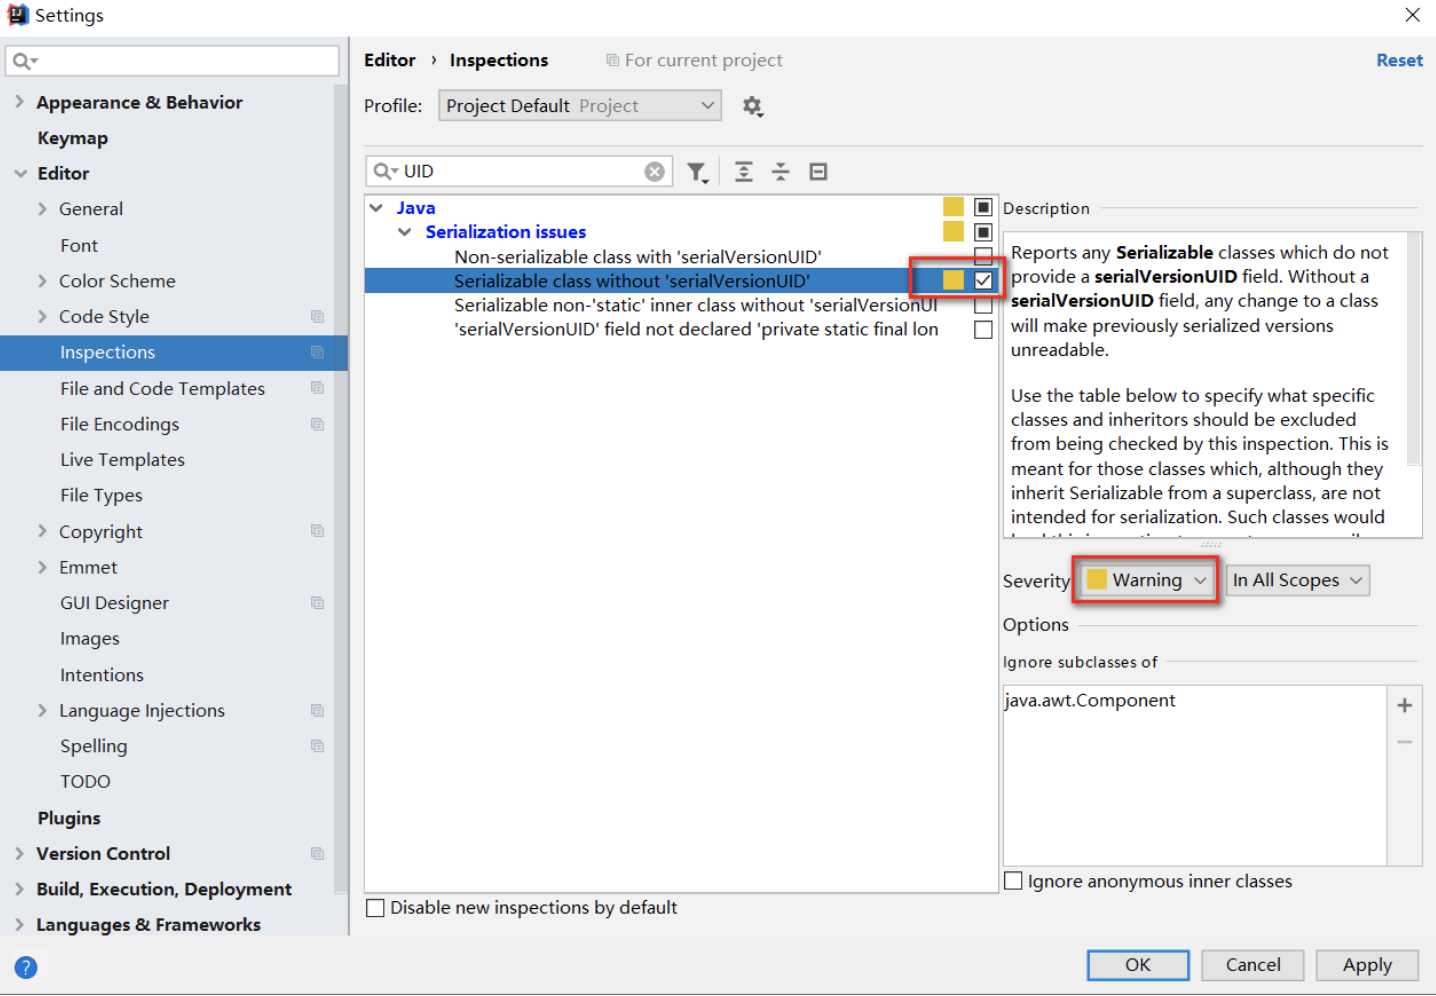 Settings
Editor › Inspections For current project Reset
Profile: Project Default Project
UID
Appearance & Behavior
Keymap
Editor
General
Font
Color Scheme
Code Style
Inspections
File and Code Templates
File Encodings
Live Templates
File Types
Copyright
Emmet
GUI Designer
Images
Intentions
Language Injections
Spelling
TODO
Plugins
Version Control
Build, Execution, Deployment
Languages & Frameworks
Java
Serialization issues
Non-serializable class with 'serialVersionUID'
Serializable class without 'serialVersionUID'
Serializable non-'static' inner class without 'serialVersionUI
'serialVersionUID' field not declared 'private static final lon
Disable new inspections by default
Description
Reports any Serializable classes which do not
provide a serialVersionUID field. Without a
serialVersionUID field, any change to a class
will make previously serialized versions
unreadable.
Use the table below to specify what specific
classes and inheritors should be excluded
from being checked by this inspection. This is
meant for those classes which, although they
inherit Serializable from a superclass, are not
intended for serialization. Such classes would
Severity Warning In All Scopes
Options
Ignore subclasses of
java.awt.Component
Ignore anonymous inner classes
? OK Cancel Apply